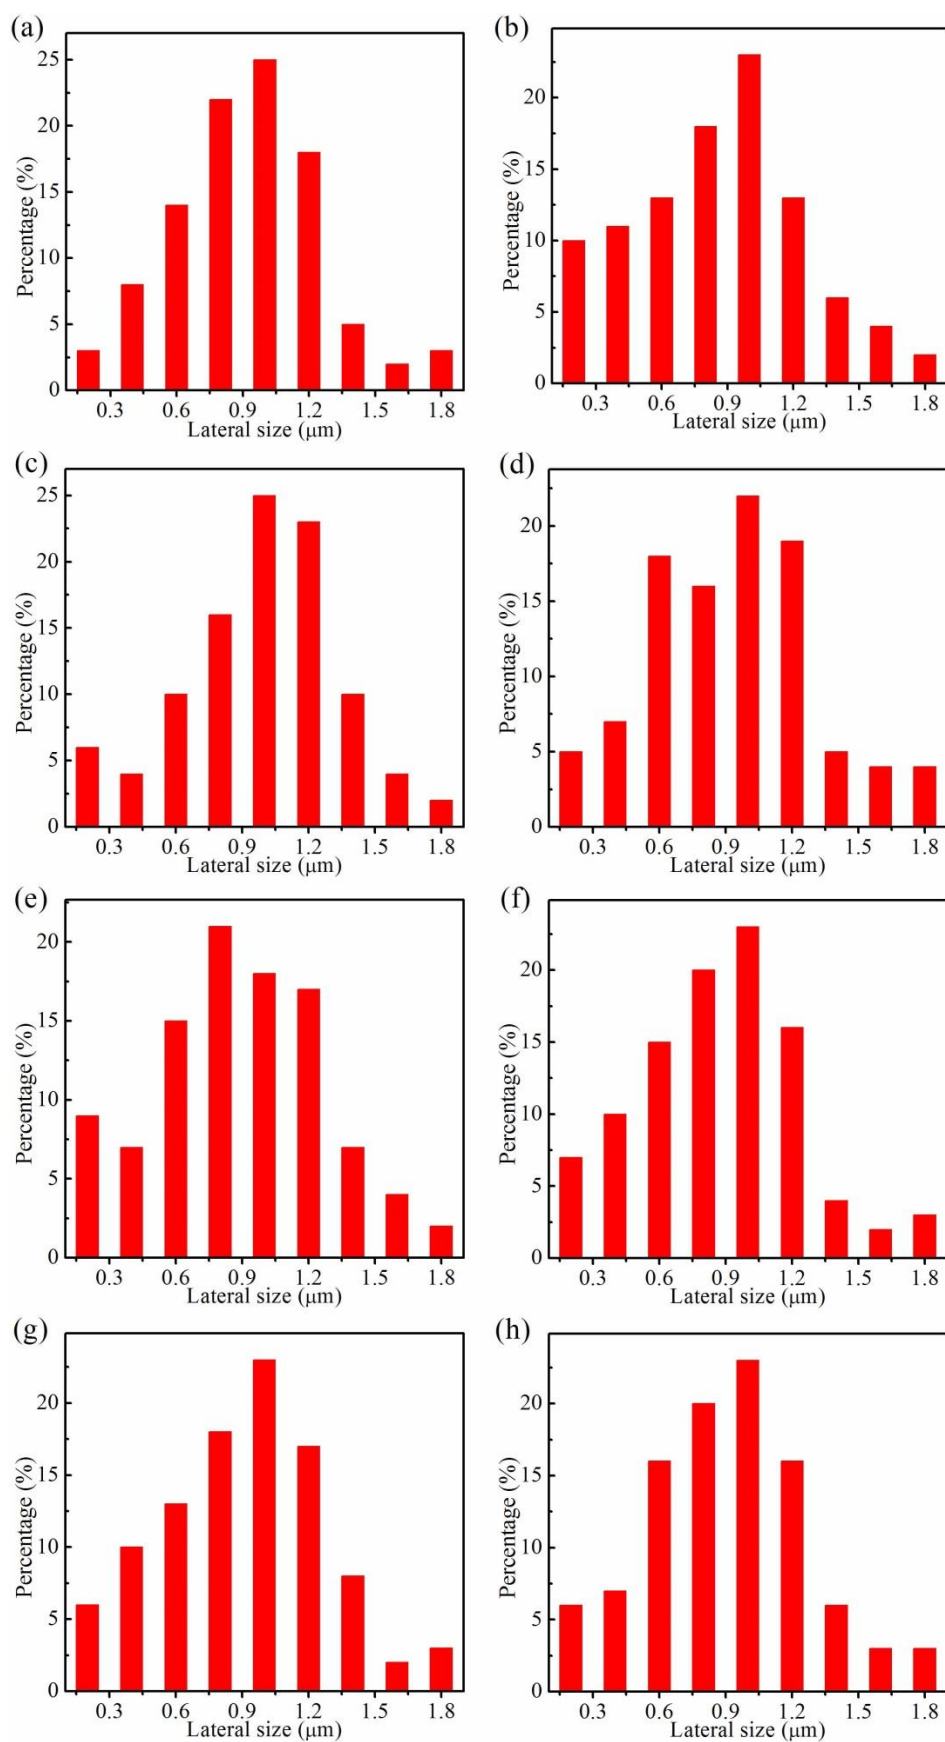 (a)
25
20
15
10
5
0
Percentage (%)
0.3 0.6 0.9 1.2 1.5 1.8
Lateral size (μm)
(b)
20
15
10
5
0
Percentage (%)
0.3 0.6 0.9 1.2 1.5 1.8
Lateral size (μm)
(c)
25
20
15
10
5
0
Percentage (%)
0.3 0.6 0.9 1.2 1.5 1.8
Lateral size (μm)
(d)
20
15
10
5
0
Percentage (%)
0.3 0.6 0.9 1.2 1.5 1.8
Lateral size (μm)
(e)
20
15
10
5
0
Percentage (%)
0.3 0.6 0.9 1.2 1.5 1.8
Lateral size (μm)
(f)
20
15
10
5
0
Percentage (%)
0.3 0.6 0.9 1.2 1.5 1.8
Lateral size (μm)
(g)
20
15
10
5
0
Percentage (%)
0.3 0.6 0.9 1.2 1.5 1.8
Lateral size (μm)
(h)
20
15
10
5
0
Percentage (%)
0.3 0.6 0.9 1.2 1.5 1.8
Lateral size (μm)